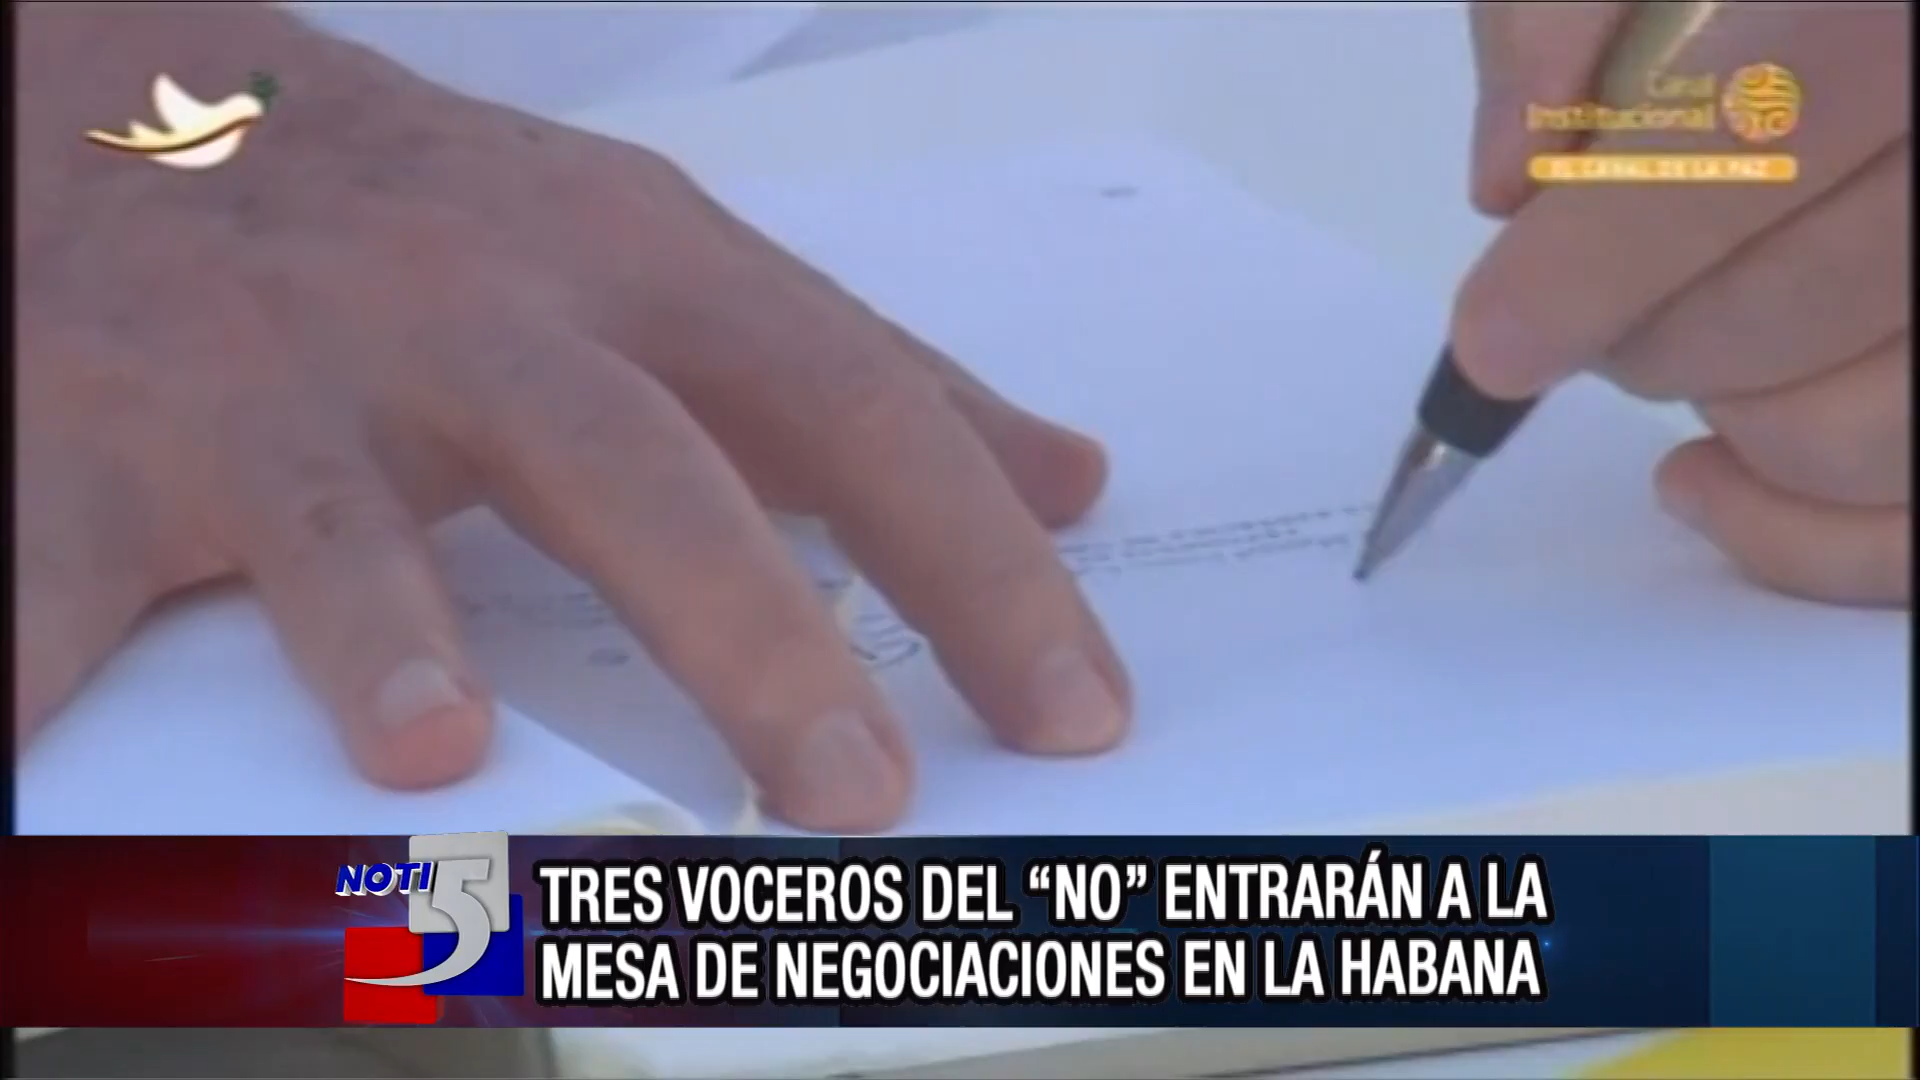 Canal
Institucional
EL CANAL DE LA PAZ
NOTI
5
TRES VOCEROS DEL “NO” ENTRARÁN A LA
MESA DE NEGOCIACIONES EN LA HABANA